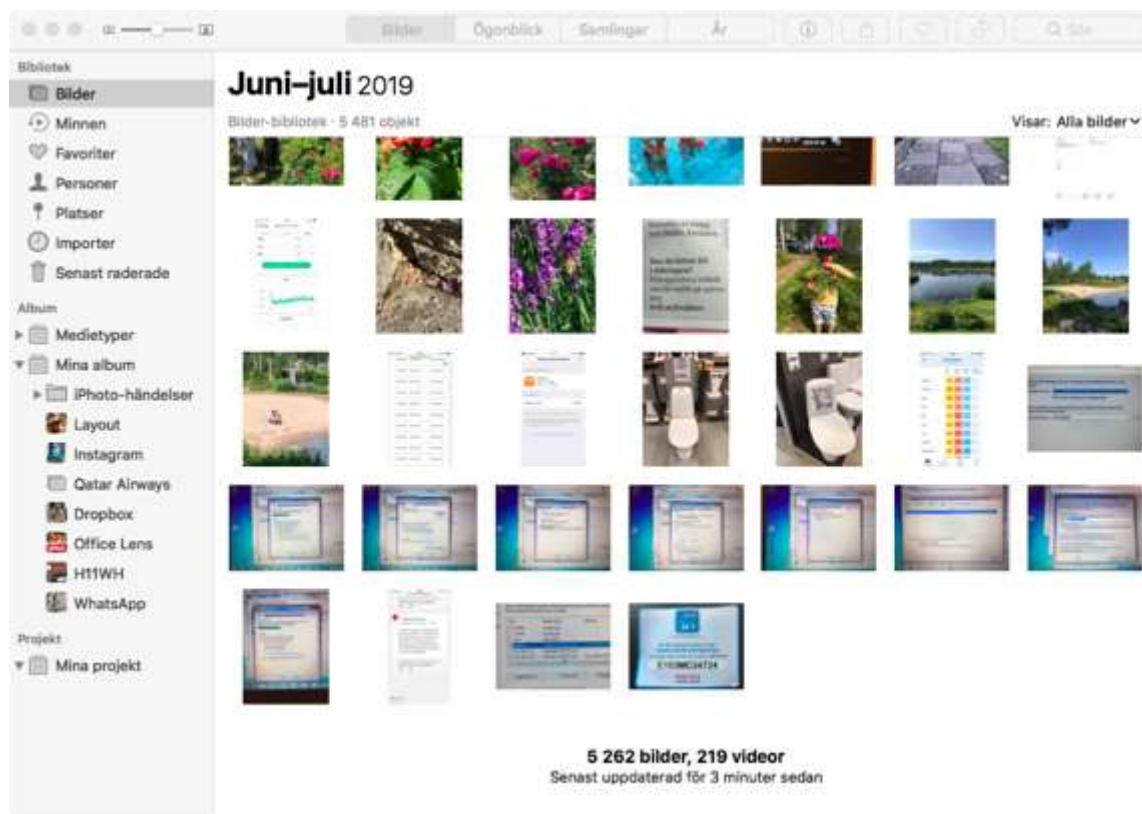 Bilder Ögonblick Samlingar År Sök
Bibliotek
Bilder
Minnen
Favoriter
Personer
Platser
Importer
Senast raderade
Album
Medietyper
Mina album
iPhoto-händelser
Layout
Instagram
Qatar Airways
Dropbox
Office Lens
H11WH
WhatsApp
Projekt
Mina projekt
Juni–juli 2019
Bilder-bibliotek · 5 481 objekt
Visar: Alla bilder
5 262 bilder, 219 videor
Senast uppdaterad för 3 minuter sedan